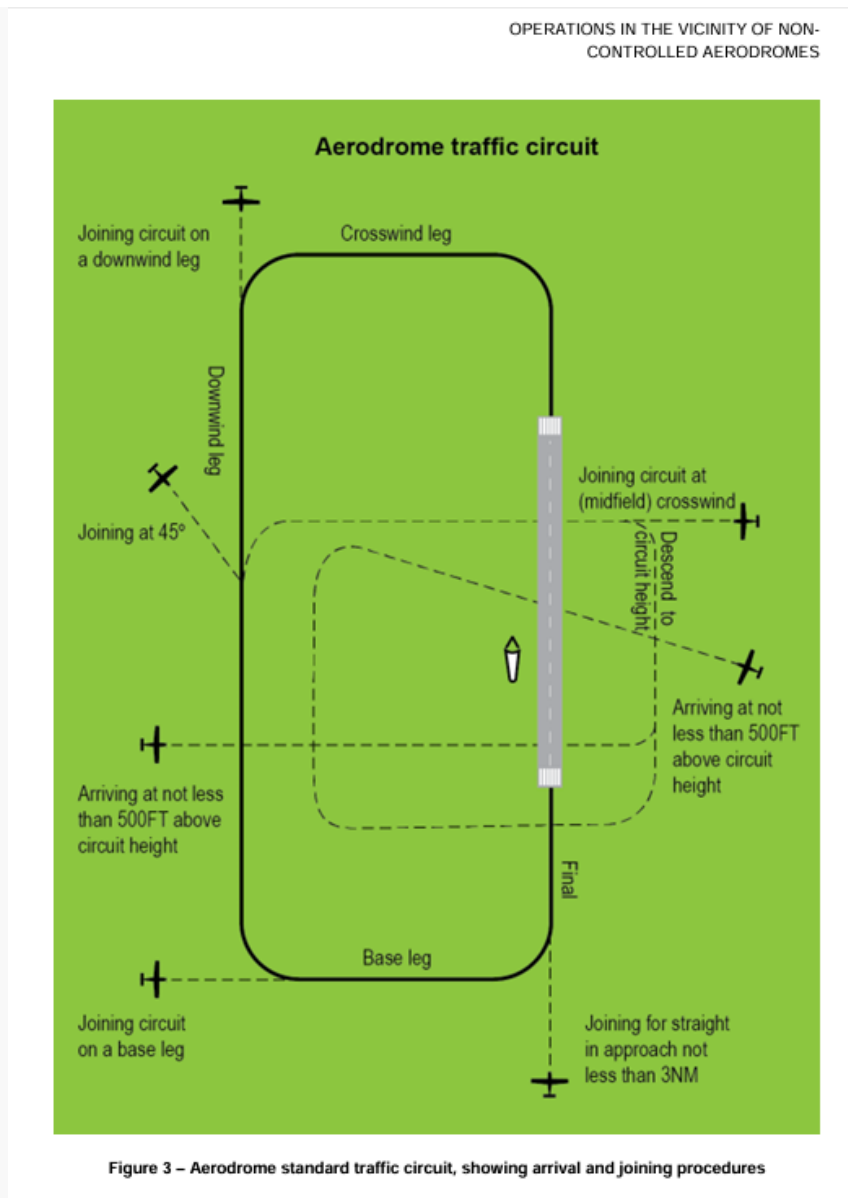 OPERATIONS IN THE VICINITY OF NON-
CONTROLLED AERODROMES
Aerodrome traffic circuit
Joining circuit on
a downwind leg
Crosswind leg
Downwind leg
Joining circuit at
(midfield) crosswind
Joining at 45°
Descend to
circuit height
Arriving at not
less than 500FT
above circuit
height
Arriving at not less
than 500FT above
circuit height
Final
Base leg
Joining circuit
on a base leg
Joining for straight
in approach not
less than 3NM
Figure 3 – Aerodrome standard traffic circuit, showing arrival and joining procedures